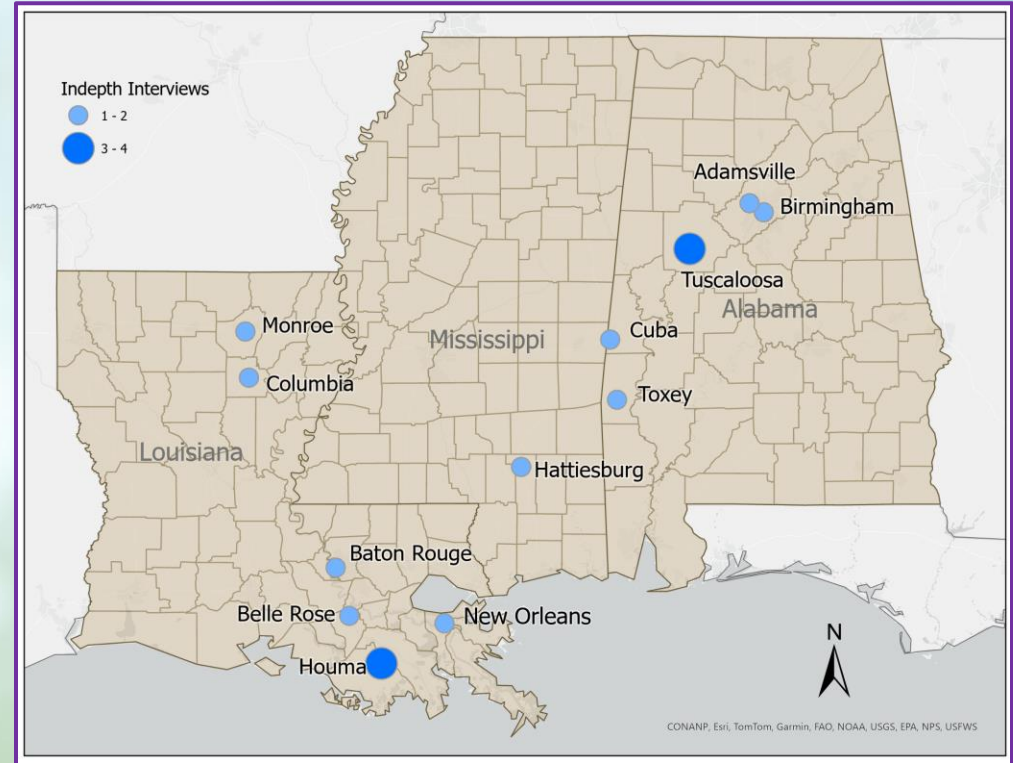 Indepth Interviews
1 - 2
3 - 4
Adamsville
Birmingham
Tuscaloosa
Alabama
Monroe
Mississippi
Cuba
Columbia
Toxey
Louisiana
Hattiesburg
Baton Rouge
Belle Rose
New Orleans
N
Houma
CONANP, Esri, TomTom, Garmin, FAO, NOAA, USGS, EPA, NPS, USFWS